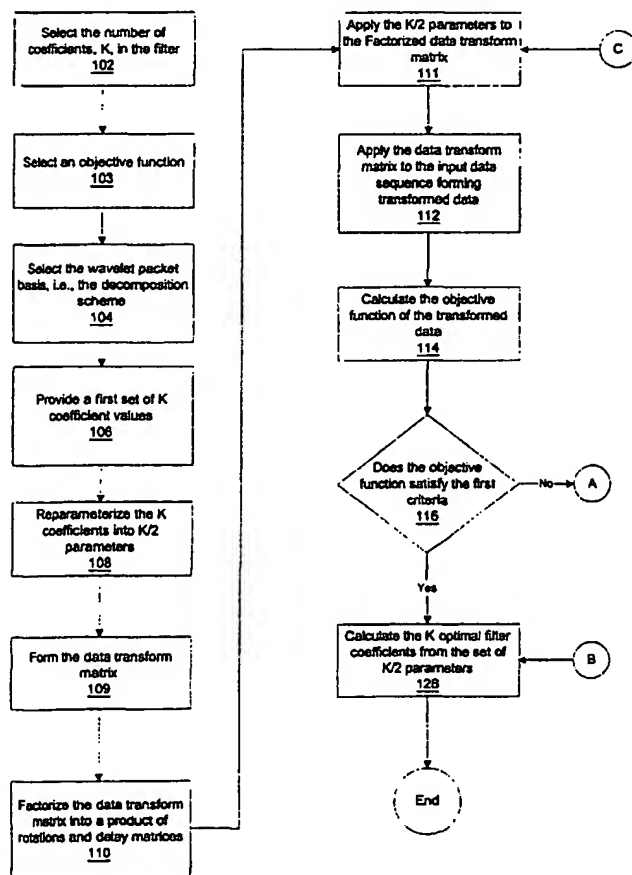 Select the number of
coefficients, K, in the filter
102
Select an objective function
103
Select the wavelet packet
basis, i.e., the decomposition
scheme
104
Provide a first set of K
coefficient values
106
Reparameterize the K
coefficients into K/2
parameters
108
Form the data transform
matrix
109
Factorize the data transform
matrix into a product of
rotations and delay matrices
110
Apply the K/2 parameters to
the Factorized data transform
matrix
111
C
Apply the data transform
matrix to the input data
sequence forming
transformed data
112
Calculate the objective
function of the transformed
data
114
Does the objective
function satisfy the first
criteria
116
No
A
Yes
Calculate the K optimal filter
coefficients from the set of
K/2 parameters
128
B
End